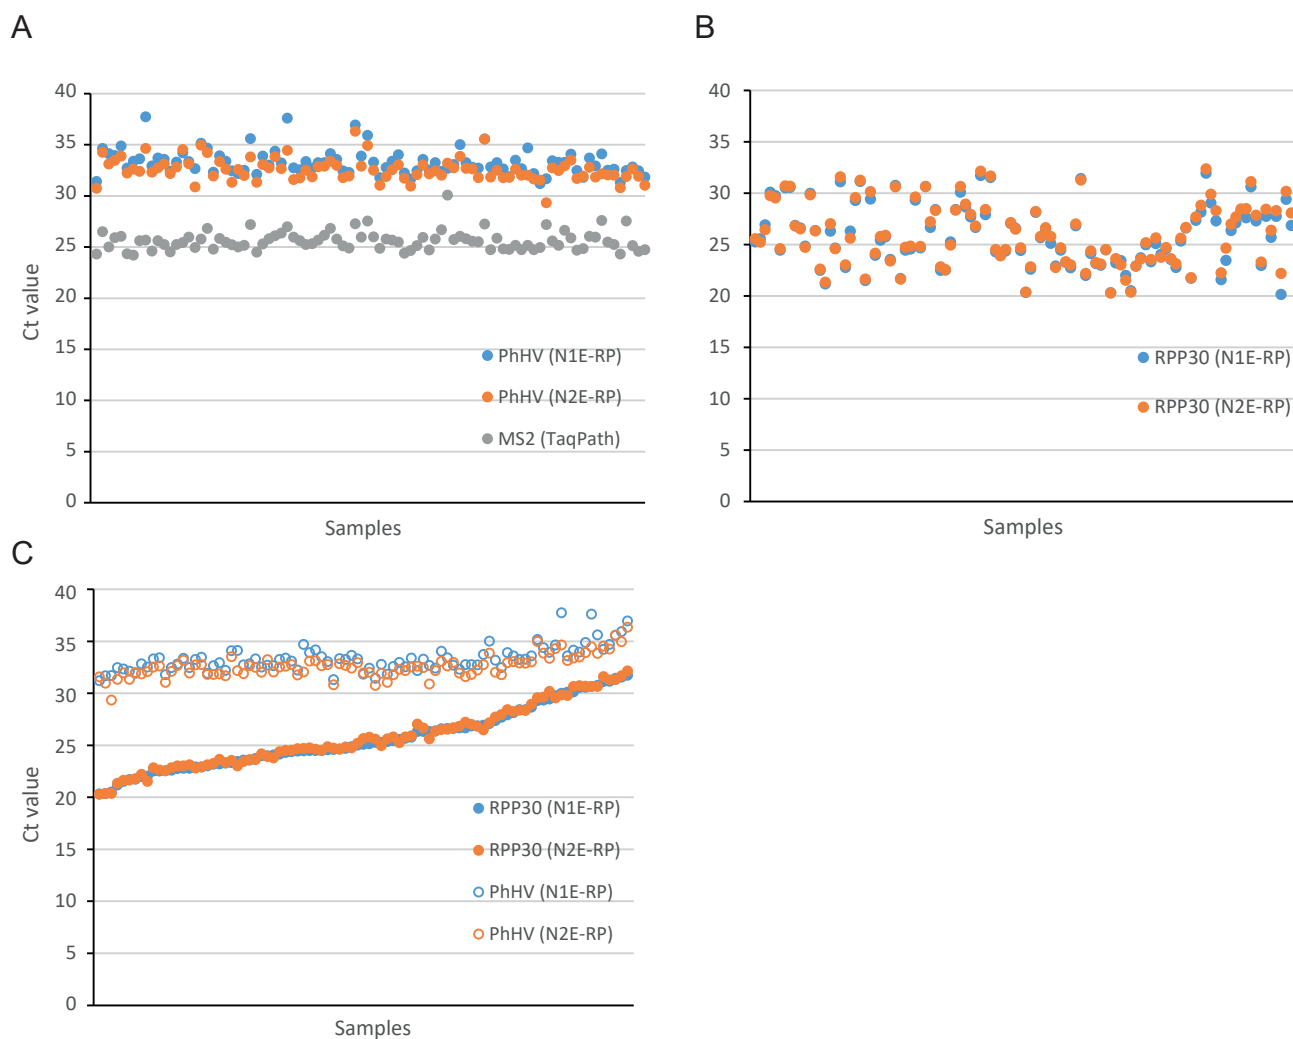 A
40
35
30
25
20
15
10
5
0
Ct value
PhHV (N1E-RP)
PhHV (N2E-RP)
MS2 (TaqPath)
Samples
B
40
35
30
25
20
15
10
5
0
RPP30 (N1E-RP)
RPP30 (N2E-RP)
Samples
C
40
35
30
25
20
15
10
5
0
Ct value
RPP30 (N1E-RP)
RPP30 (N2E-RP)
PhHV (N1E-RP)
PhHV (N2E-RP)
Samples